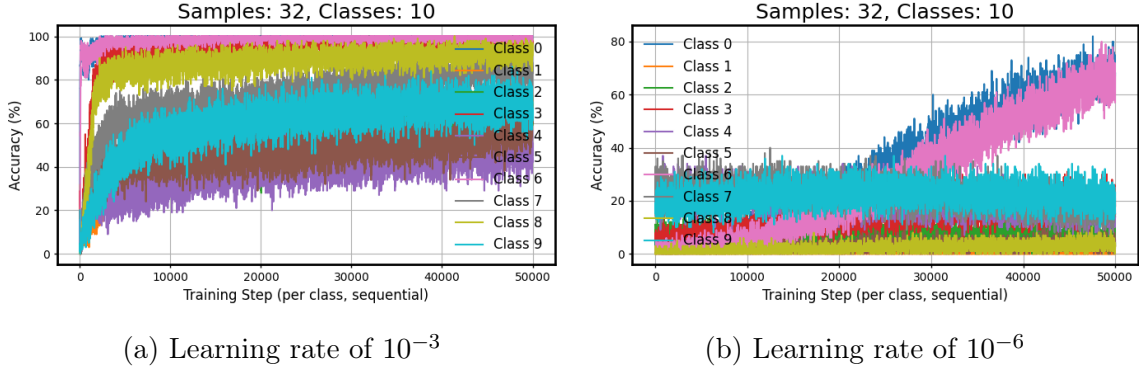 Samples: 32, Classes: 10
100
80
60
40
20
0
Accuracy (%)
Class 0
Class 1
Class 2
Class 3
Class 4
Class 5
Class 6
Class 7
Class 8
Class 9
0
10000
20000
30000
40000
50000
Training Step (per class, sequential)
(a) Learning rate of 10⁻³
Samples: 32, Classes: 10
80
60
40
20
0
Accuracy (%)
Class 0
Class 1
Class 2
Class 3
Class 4
Class 5
Class 6
Class 7
Class 8
Class 9
0
10000
20000
30000
40000
50000
Training Step (per class, sequential)
(b) Learning rate of 10⁻⁶